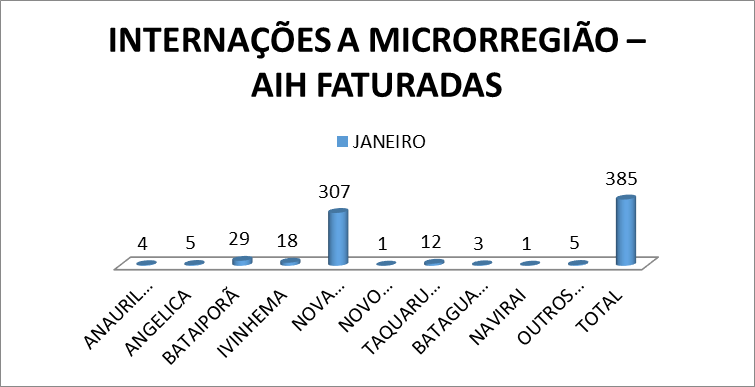 INTERNAÇÕES A MICRORREGIÃO –
AIH FATURADAS
JANEIRO
4
5
29
18
307
1
12
3
1
5
385
ANAURIL...
ANGELICA
BATAIPORÃ
IVINHEMA
NOVA...
NOVO...
TAQUARU...
BATAGUA...
NAVIRAI
OUTROS...
TOTAL